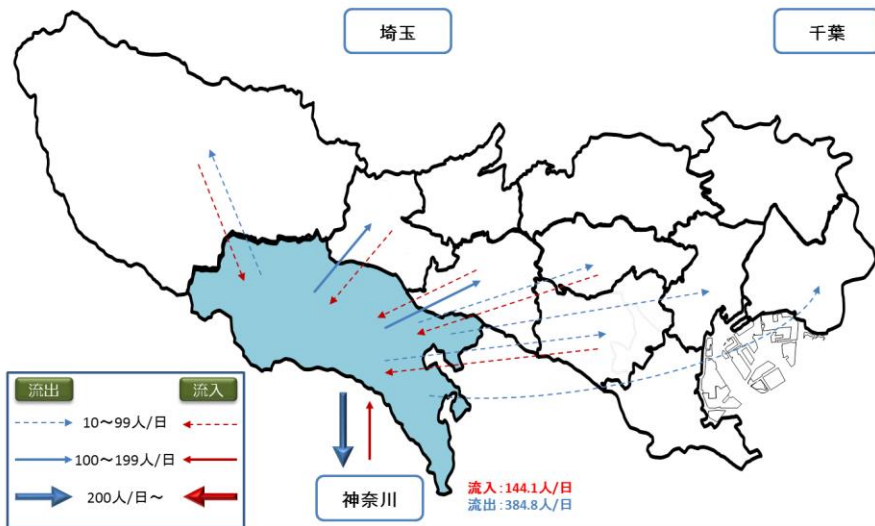 埼玉
千葉
流出
流入
10～99人/日
100～199人/日
200人/日～
神奈川
流入:144.1人/日
流出:384.8人/日